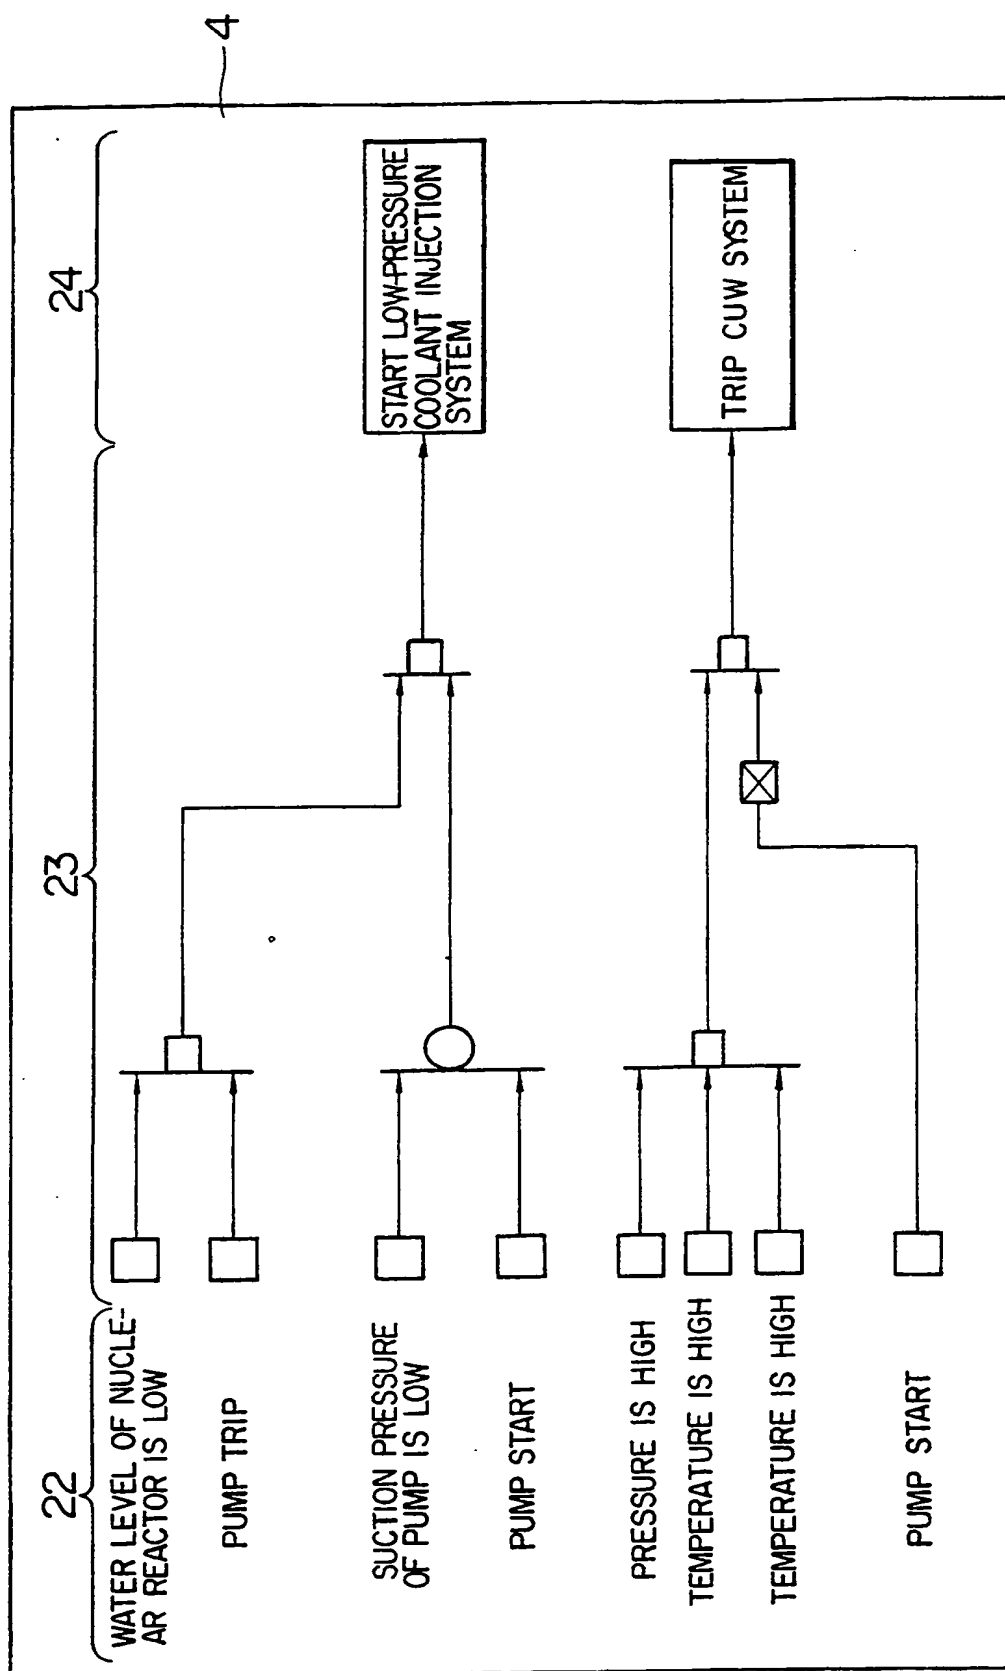 4
22
23
24
WATER LEVEL OF NUCLE-
AR REACTOR IS LOW
PUMP TRIP
SUCTION PRESSURE
OF PUMP IS LOW
PUMP START
START LOW-PRESSURE
COOLANT INJECTION
SYSTEM
PRESSURE IS HIGH
TEMPERATURE IS HIGH
TEMPERATURE IS HIGH
PUMP START
TRIP CUW SYSTEM